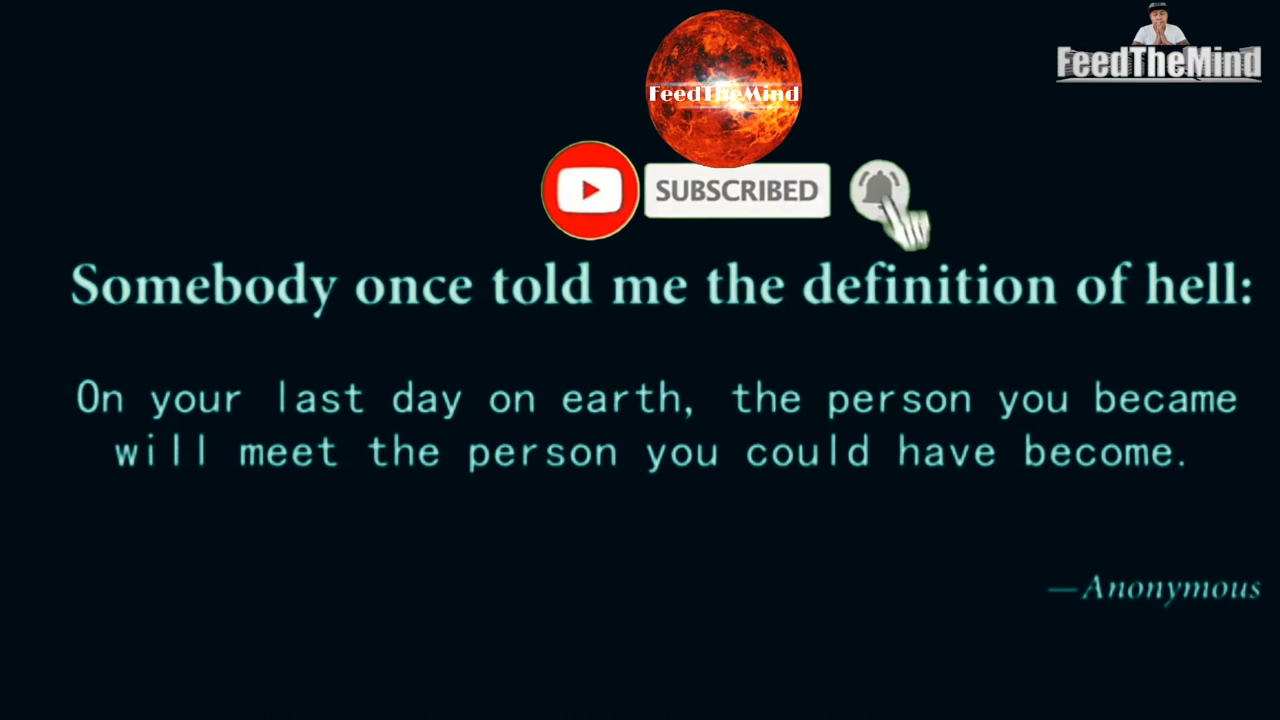 FeedTheMind
FeedTheMind
SUBSCRIBED
Somebody once told me the definition of hell:
On your last day on earth, the person you became
will meet the person you could have become.
—Anonymous